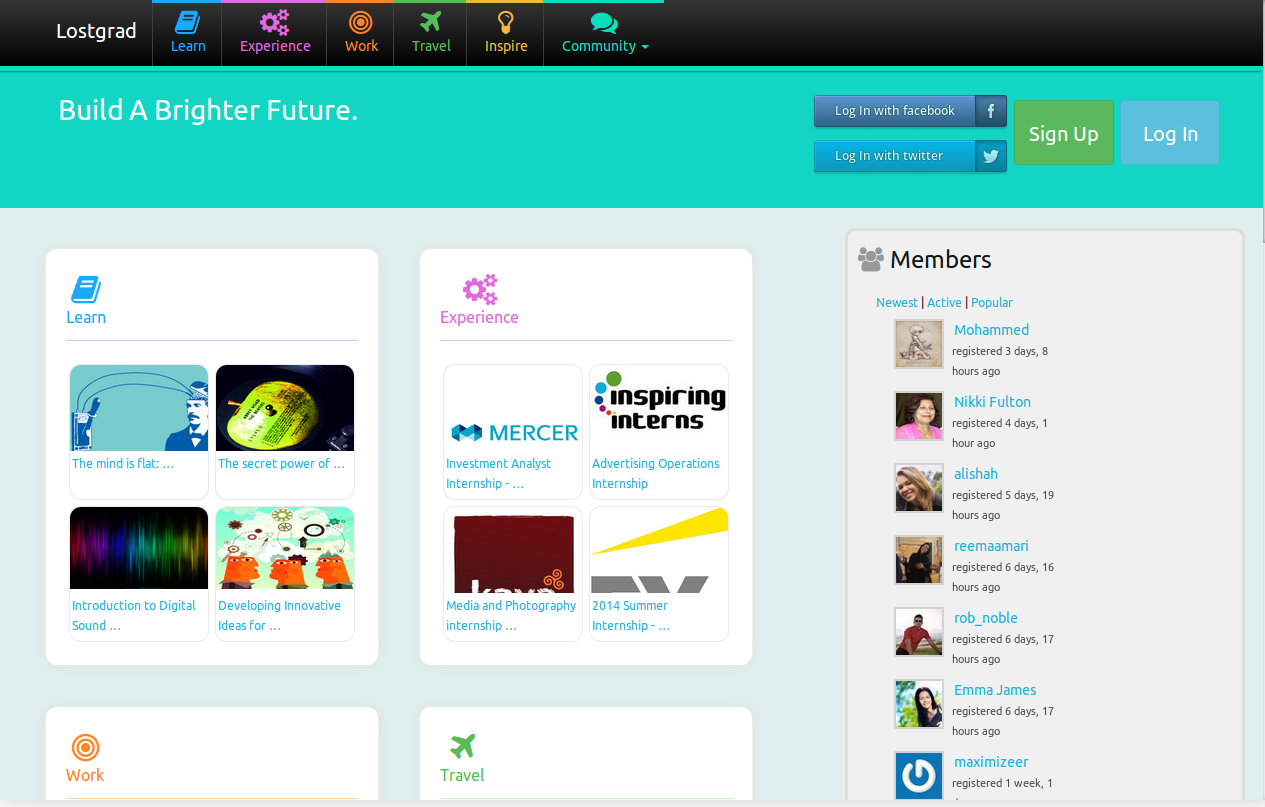 Lostgrad
Learn
Experience
Work
Travel
Inspire
Community
Build A Brighter Future.
Log In with facebook
Log In with twitter
Sign Up
Log In
Learn
The mind is flat: ...
The secret power of ...
Introduction to Digital
Sound ...
Developing Innovative
Ideas for ...
Experience
MERCER
Investment Analyst
Internship - ...
inspiring
interns
Advertising Operations
Internship
Media and Photography
internship ...
2014 Summer
Internship - ...
Work
Travel
Members
Newest | Active | Popular
Mohammed
registered 3 days, 8
hours ago
Nikki Fulton
registered 4 days, 1
hour ago
alishah
registered 5 days, 19
hours ago
reemaamari
registered 6 days, 16
hours ago
rob_noble
registered 6 days, 17
hours ago
Emma James
registered 6 days, 17
hours ago
maximizeer
registered 1 week, 1